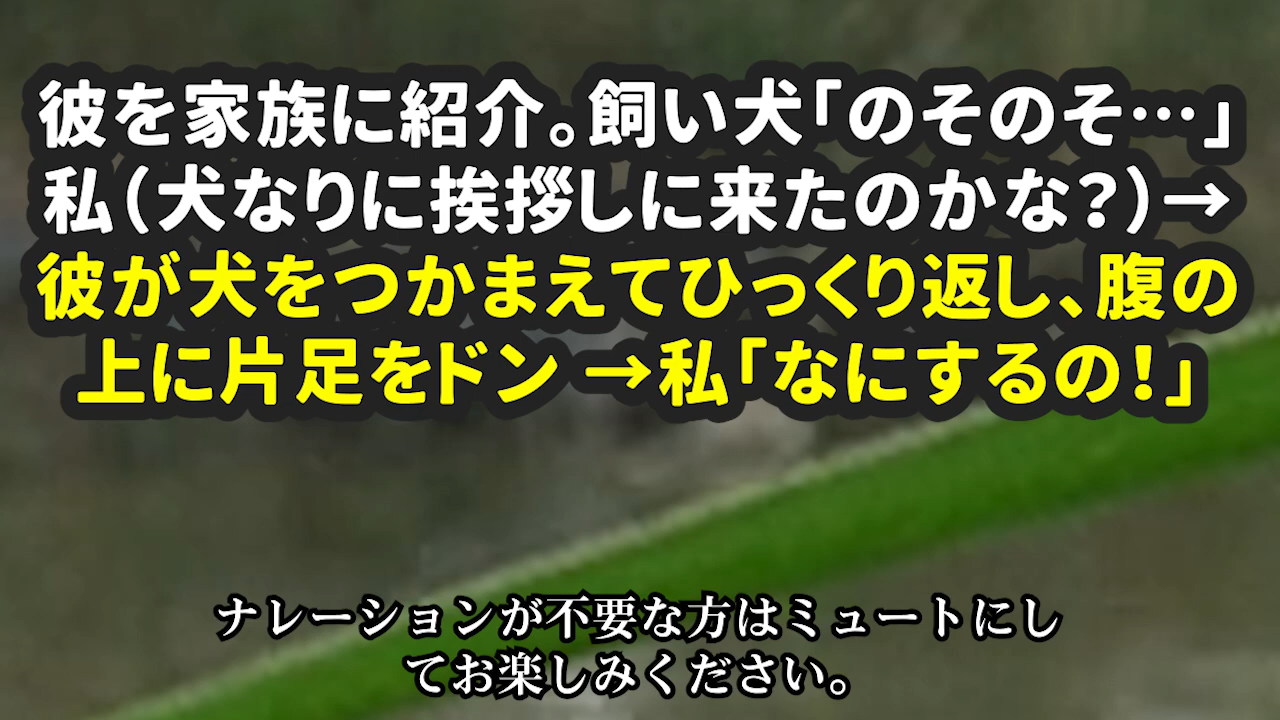 彼を家族に紹介。飼い犬「のそのそ…」
私（犬なりに挨拶しに来たのかな？）→
彼が犬をつかまえてひっくり返し、腹の
上に片足をドン →私「なにするの！」
ナレーションが不要な方はミュートにし
てお楽しみください。